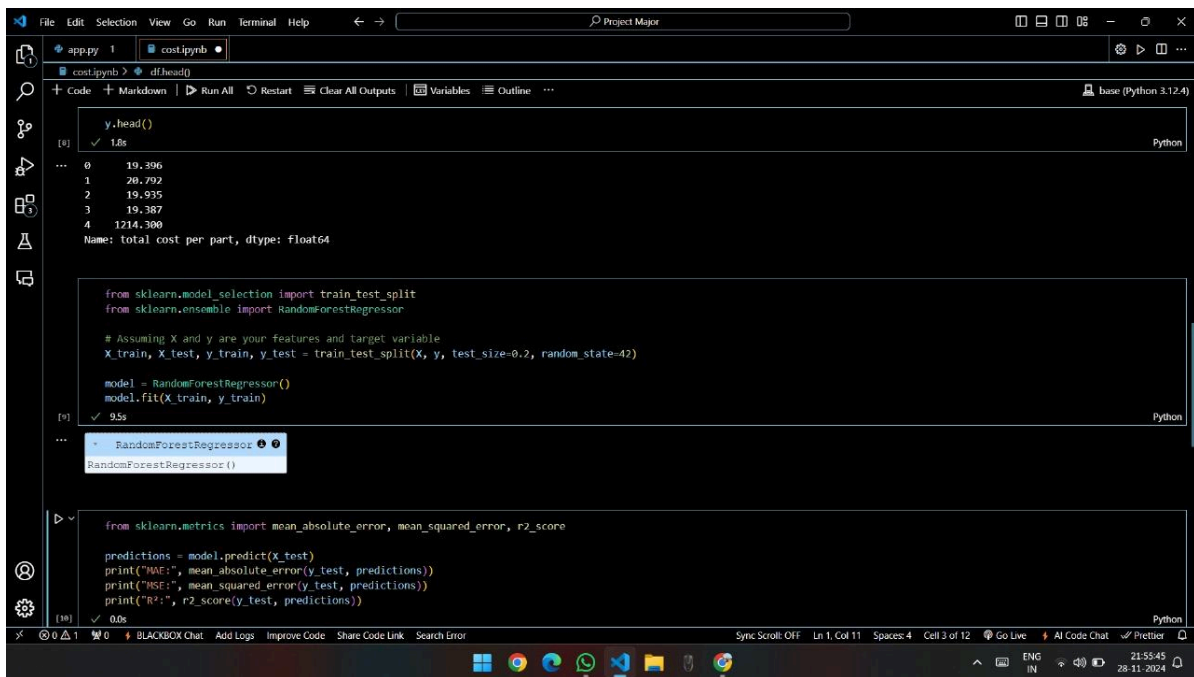 File Edit Selection View Go Run Terminal Help
Project Major
app.py 1 cost.ipynb
cost.ipynb > df.head()
+ Code + Markdown | Run All Restart Clear All Outputs | Variables Outline ...
base (Python 3.12.4)
y.head()
[8] ✓ 1.8s Python
... 0 19.396
1 20.792
2 19.935
3 19.387
4 1214.300
Name: total cost per part, dtype: float64
from sklearn.model_selection import train_test_split
from sklearn.ensemble import RandomForestRegressor
# Assuming X and y are your features and target variable
X_train, X_test, y_train, y_test = train_test_split(X, y, test_size=0.2, random_state=42)
model = RandomForestRegressor()
model.fit(X_train, y_train)
[9] ✓ 9.5s Python
... RandomForestRegressor
RandomForestRegressor()
from sklearn.metrics import mean_absolute_error, mean_squared_error, r2_score
predictions = model.predict(X_test)
print("MAE:", mean_absolute_error(y_test, predictions))
print("MSE:", mean_squared_error(y_test, predictions))
print("R²:", r2_score(y_test, predictions))
[10] ✓ 0.0s Python
0 1 0 BLACKBOX Chat Add Logs Improve Code Share Code Link Search Error Sync Scroll: OFF Ln 1, Col 11 Spaces: 4 Cell 3 of 12 Go Live AI Code Chat Prettier
ENG IN 21:55:45 28-11-2024